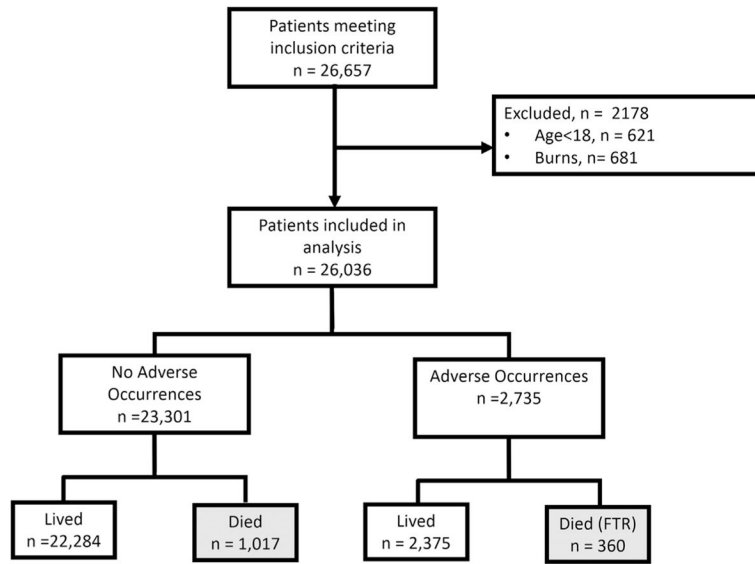 Patients meeting
inclusion criteria
n = 26,657
Excluded, n = 2178
• Age<18, n = 621
• Burns, n= 681
Patients included in
analysis
n = 26,036
No Adverse
Occurrences
n =23,301
Adverse Occurrences
n =2,735
Lived
n =22,284
Died
n = 1,017
Lived
n = 2,375
Died (FTR)
n = 360